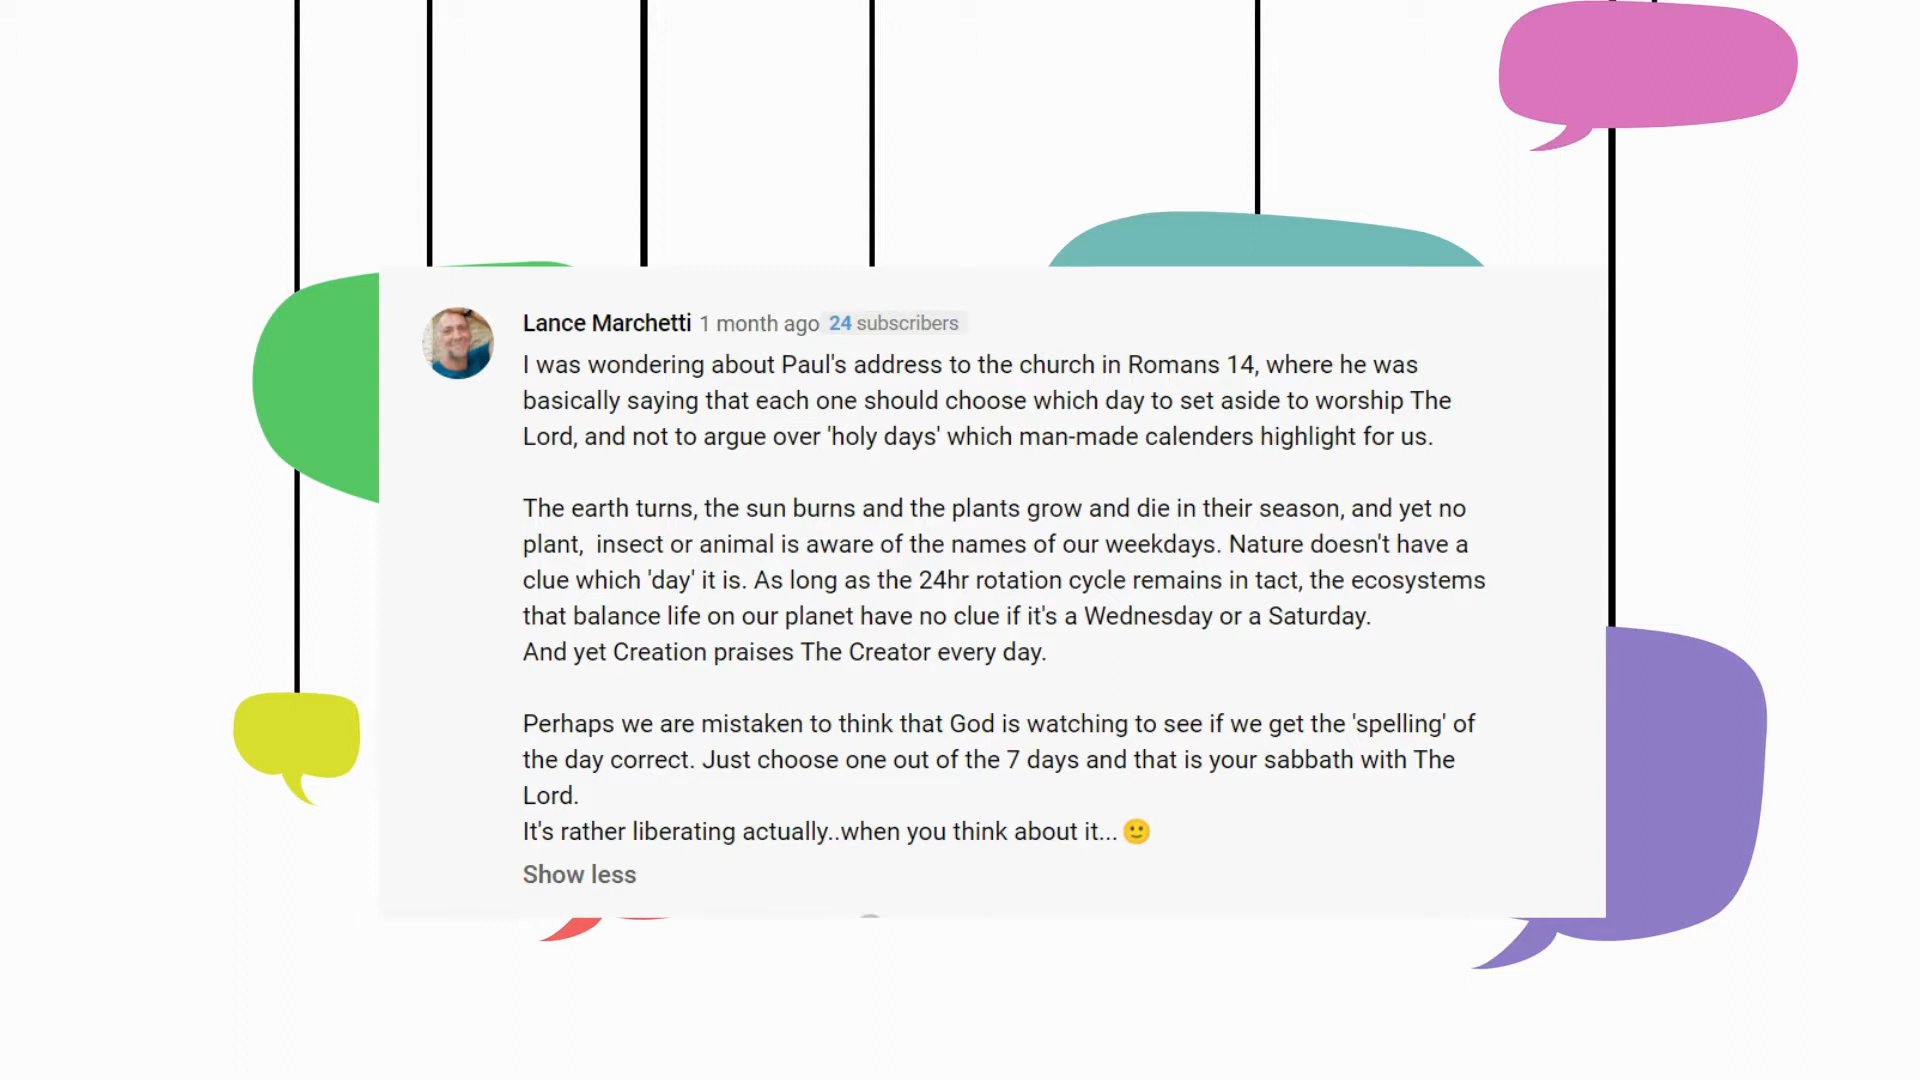 Lance Marchetti 1 month ago 24 subscribers
I was wondering about Paul's address to the church in Romans 14, where he was
basically saying that each one should choose which day to set aside to worship The
Lord, and not to argue over 'holy days' which man-made calenders highlight for us.
The earth turns, the sun burns and the plants grow and die in their season, and yet no
plant,  insect or animal is aware of the names of our weekdays. Nature doesn't have a
clue which 'day' it is. As long as the 24hr rotation cycle remains in tact, the ecosystems
that balance life on our planet have no clue if it's a Wednesday or a Saturday.
And yet Creation praises The Creator every day.
Perhaps we are mistaken to think that God is watching to see if we get the 'spelling' of
the day correct. Just choose one out of the 7 days and that is your sabbath with The
Lord.
It's rather liberating actually..when you think about it... 🙂
Show less